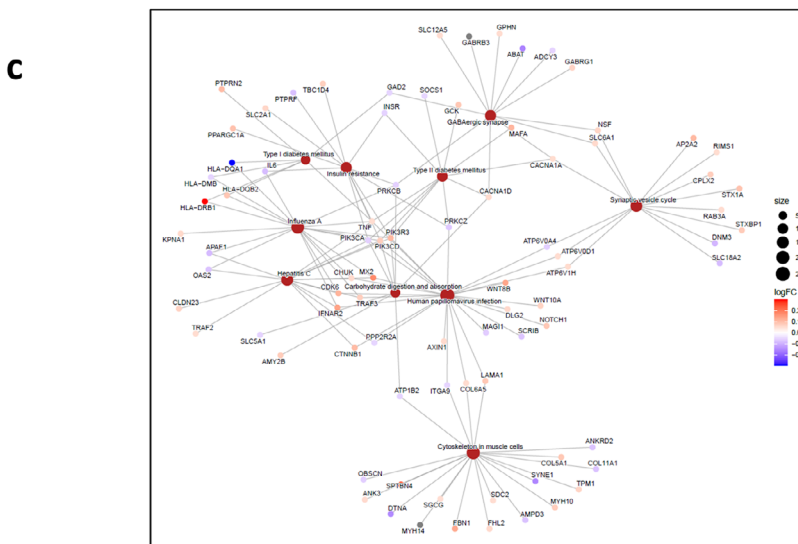 c
SLC12A5
GPHN
GABRB3
ABAT
ADCY3
GABRG1
PTPRN2
PTPRF
TBC1D4
GAD2
SOCS1
SLC2A1
INSR
GCK
GABAergic synapse
NSF
PPARGC1A
MAFA
SLC6A1
AP2A2
RIMS1
Type I diabetes mellitus
HLA-DQA1
IL6
Insulin resistance
Type II diabetes mellitus
CACNA1A
CPLX2
HLA-DMB
STX1A
HLA-DQB2
PRKCB
CACNA1D
Synaptic vesicle cycle
HLA-DRB1
RAB3A
STXBP1
Influenza A
TNF
PRKCZ
KPNA1
PIK3CA
PIK3R3
PIK3CD
ATP6V0A4
DNM3
APAF1
ATP6V0D1
SLC18A2
OAS2
Hepatitis C
CHUK
MX2
ATP6V1H
CDK6
Carbohydrate digestion and absorption
WNT8B
CLDN23
TRAF3
Human papillomavirus infection
WNT10A
IFNAR2
DLG2
NOTCH1
TRAF2
MAGI1
SCRIB
SLC5A1
PPP2R2A
AXIN1
AMY2B
CTNNB1
LAMA1
ATP1B2
ITGA9
COL6A5
Cytoskeleton in muscle cells
ANKRD2
OBSCN
COL5A1
COL11A1
SPTBN4
SYNE1
ANK3
SDC2
TPM1
DTNA
SGCG
MYH10
AMPD3
MYH14
FBN1
FHL2
size
logFC
0.0